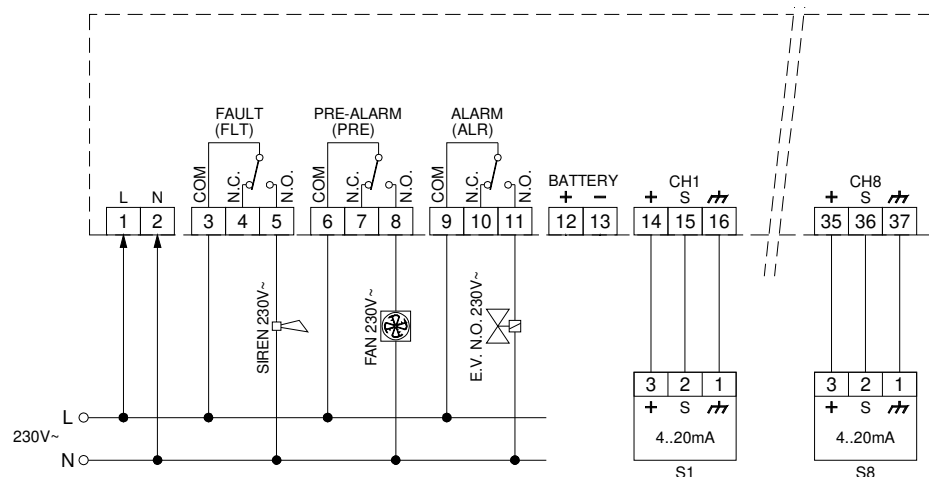 FAULT PRE-ALARM ALARM
(FLT) (PRE) (ALR)
COM N.C. N.O. COM N.C. N.O. COM N.C. N.O.
BATTERY CH1 CH8
L N + − + S + S
1 2 3 4 5 6 7 8 9 10 11 12 13 14 15 16 35 36 37
SIREN 230V~
FAN 230V~
E.V. N.O. 230V~
3 2 1 3 2 1
+ S + S
L
230V~ 4..20mA 4..20mA
N
S1 S8